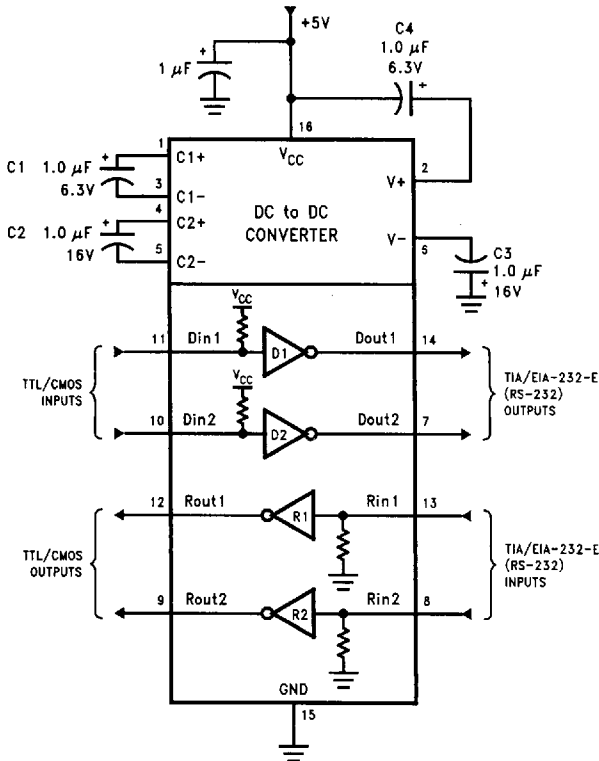 +5V
1 μF
+
C4
1.0 μF
6.3V
+
16
VCC
C1 1.0 μF
6.3V
+
1
C1+
3
C1-
C2 1.0 μF
16V
+
4
C2+
5
C2-
DC to DC
CONVERTER
2
V+
V-
6
C3
1.0 μF
+
16V
VCC
11
Din1
D1
Dout1
14
VCC
10
Din2
D2
Dout2
7
TTL/CMOS
INPUTS
TIA/EIA-232-E
(RS-232)
OUTPUTS
12
Rout1
R1
Rin1
13
9
Rout2
R2
Rin2
8
TTL/CMOS
OUTPUTS
TIA/EIA-232-E
(RS-232)
INPUTS
GND
15